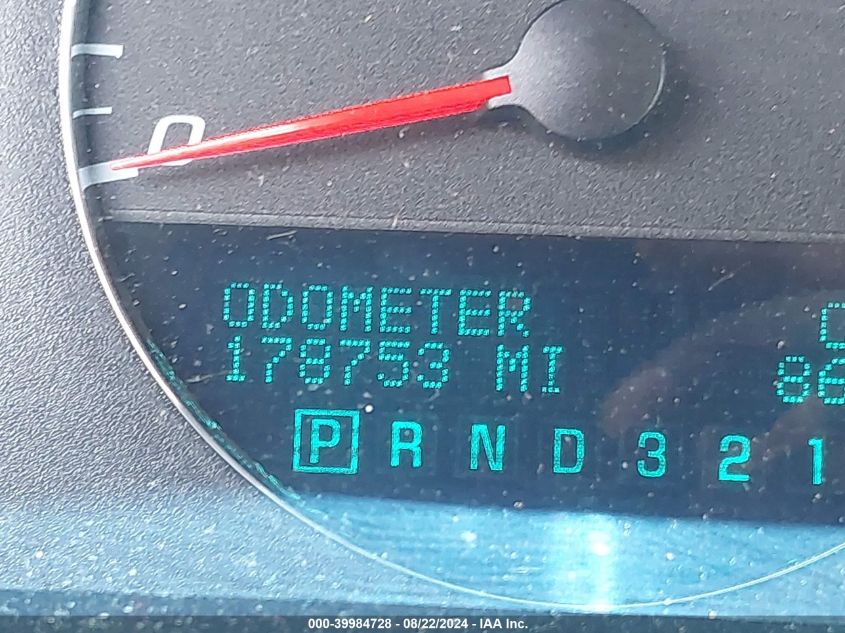 0
ODOMETER
178753 MI
P R N D 3 2 1
000-39984728 - 08/22/2024 - IAA Inc.